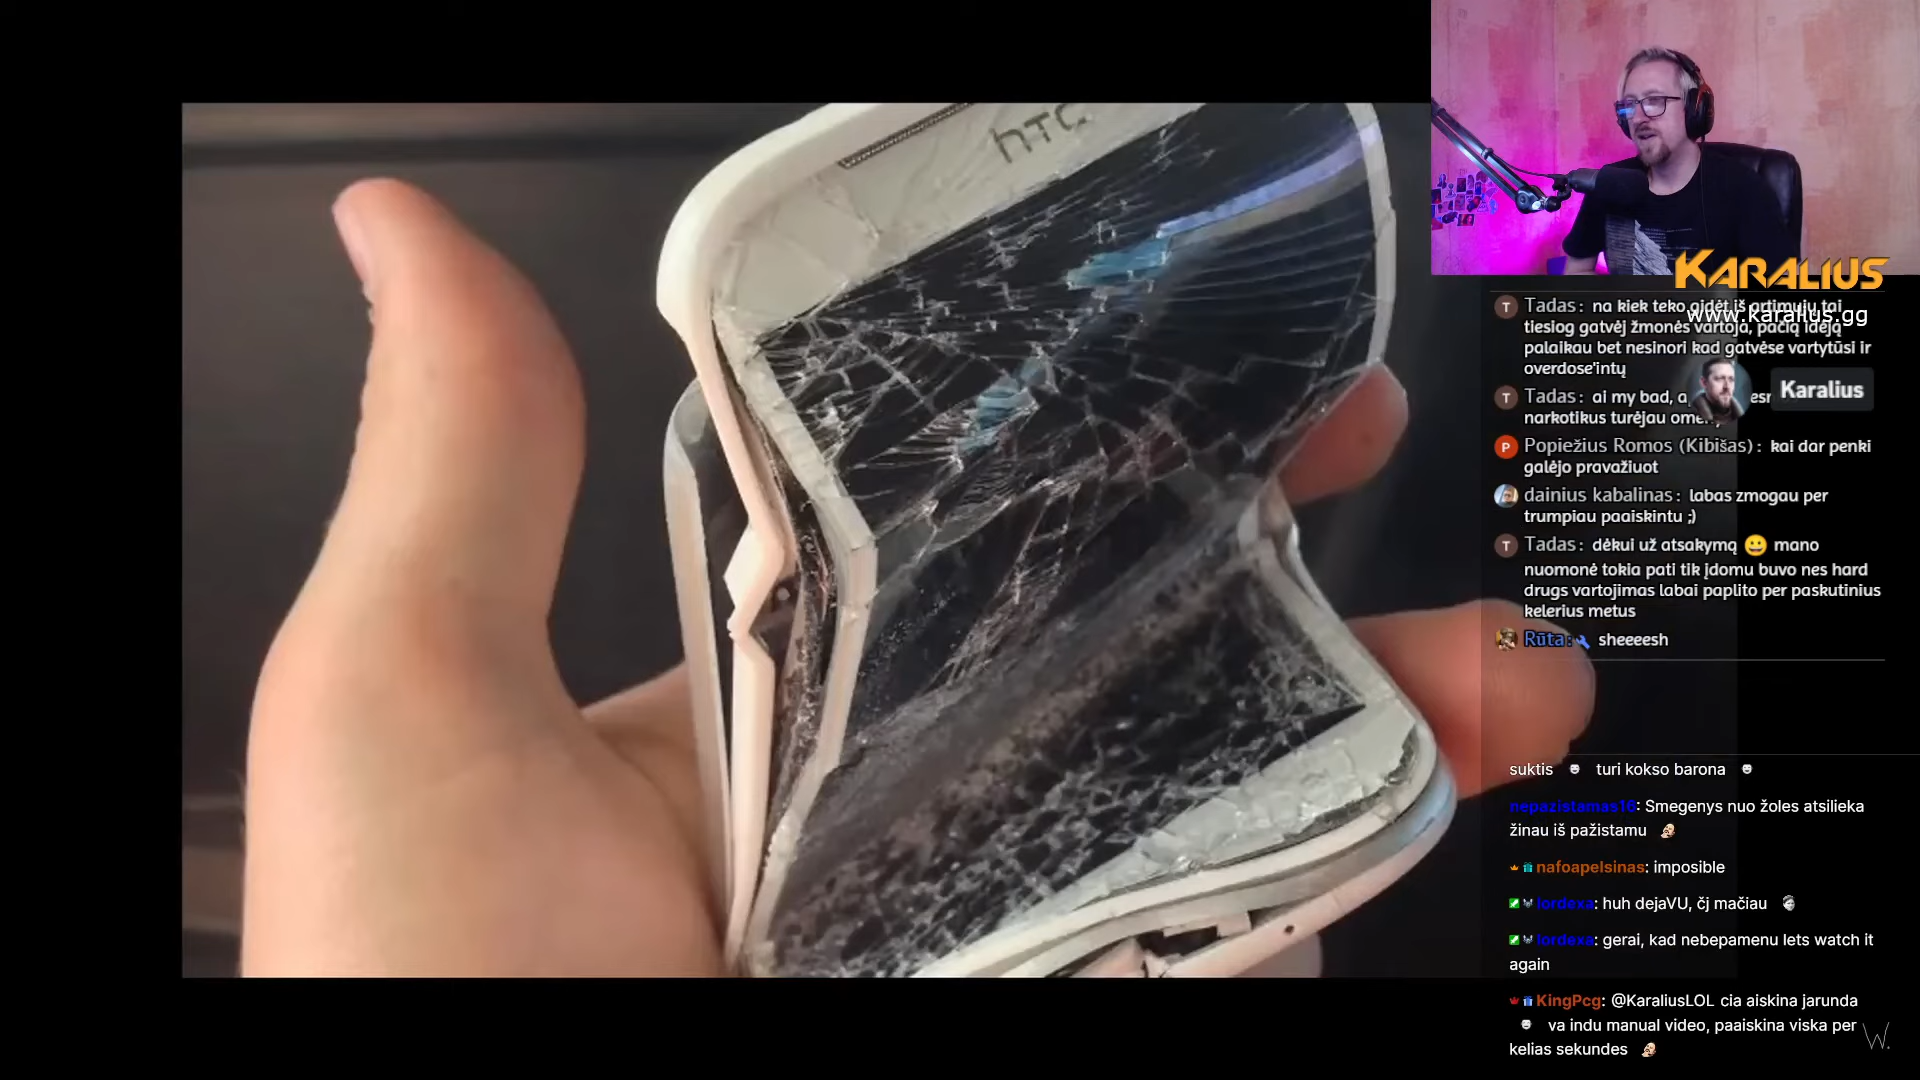 hTC
KARALIUS
www.karalius.gg
Karalius
Tadas: na kiek teko girdėt iš artimųjų tai
tiesiog gatvėj žmonės vartoja, pačią idėją
palaikau bet nesinori kad gatvėse vartytūsi ir
overdose'intų
Tadas: ai my bad, a
narkotikus turėjau
Popiežius Romos (Kibišas): kai dar penki
galėjo pravažiuot
dainius kabalinas: labas zmogau per
trumpiau paaiskintu ;)
Tadas: dėkui už atsakymą 😀 mano
nuomonė tokia pati tik įdomu buvo nes hard
drugs vartojimas labai paplito per paskutinius
kelerius metus
Rūta: sheeeesh
suktis turi kokso barona
nepazistamas16: Smegenys nuo žoles atsilieka
žinau iš pažistamu
nafoapelsinas: imposible
lordexa: huh dejaVU, čj mačiau
lordexa: gerai, kad nebepamenu lets watch it
again
KingPcg: @KaraliusLOL cia aiskina jarunda
va indu manual video, paaiskina viska per
kelias sekundes
W.